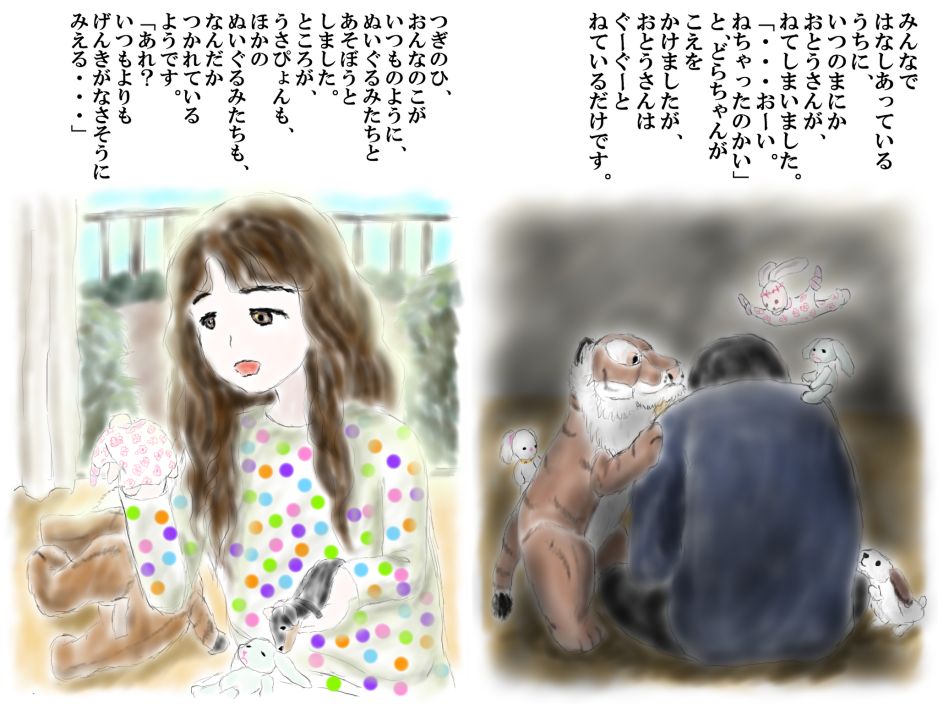 みんなで
はなしあっている
うちに、
いつのまにか
おとうさんが、
ねてしまいました。
「・・・お〜い。
ねちゃったのかい」
と、どらちゃんが
こえを
かけましたが、
おとうさんは
ぐーぐーと
ねているだけです。
つぎのひ、
おんなのこが
いつものように、
ぬいぐるみたちと
あそぼうと
しました。
ところが、
うさぴょんも、
ほかの
ぬいぐるみたちも、
なんだか
つかれている
ようです。
「あれ？
いつもよりも
げんきがなさそうに
みえる・・・」